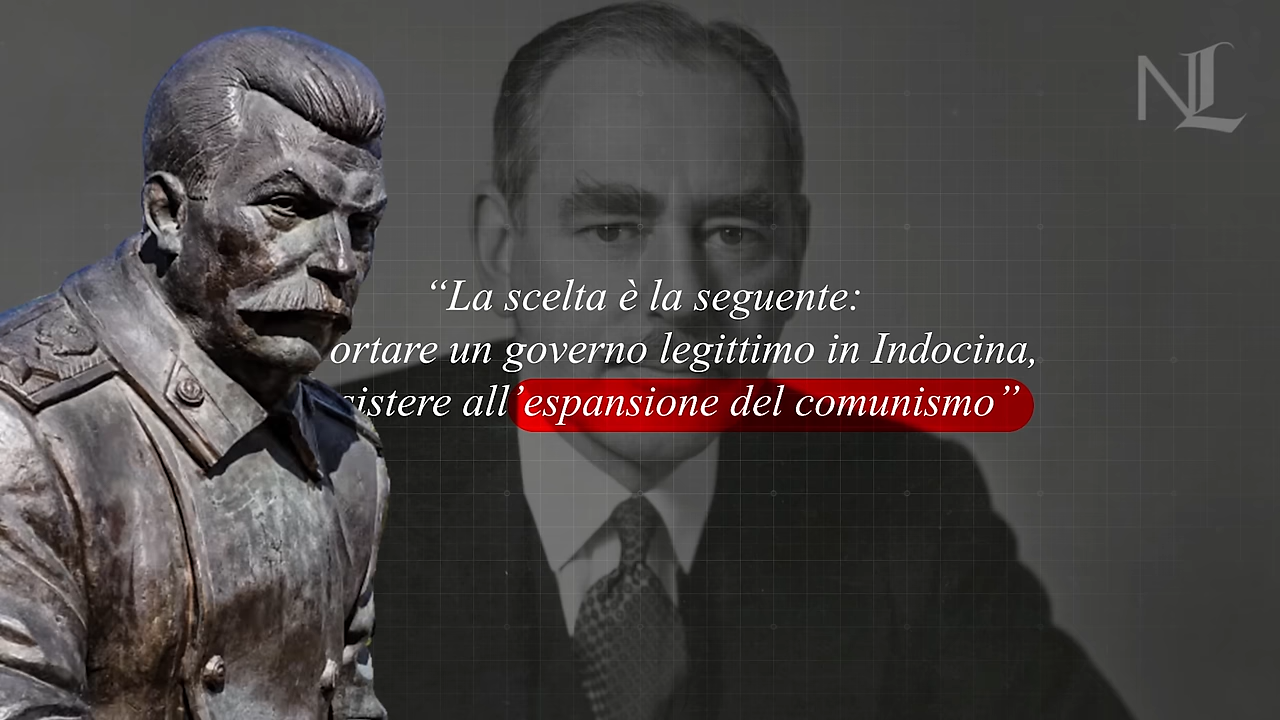 NL
“La scelta è la seguente:
ortare un governo legittimo in Indocina,
sistere all’espansione del comunismo”